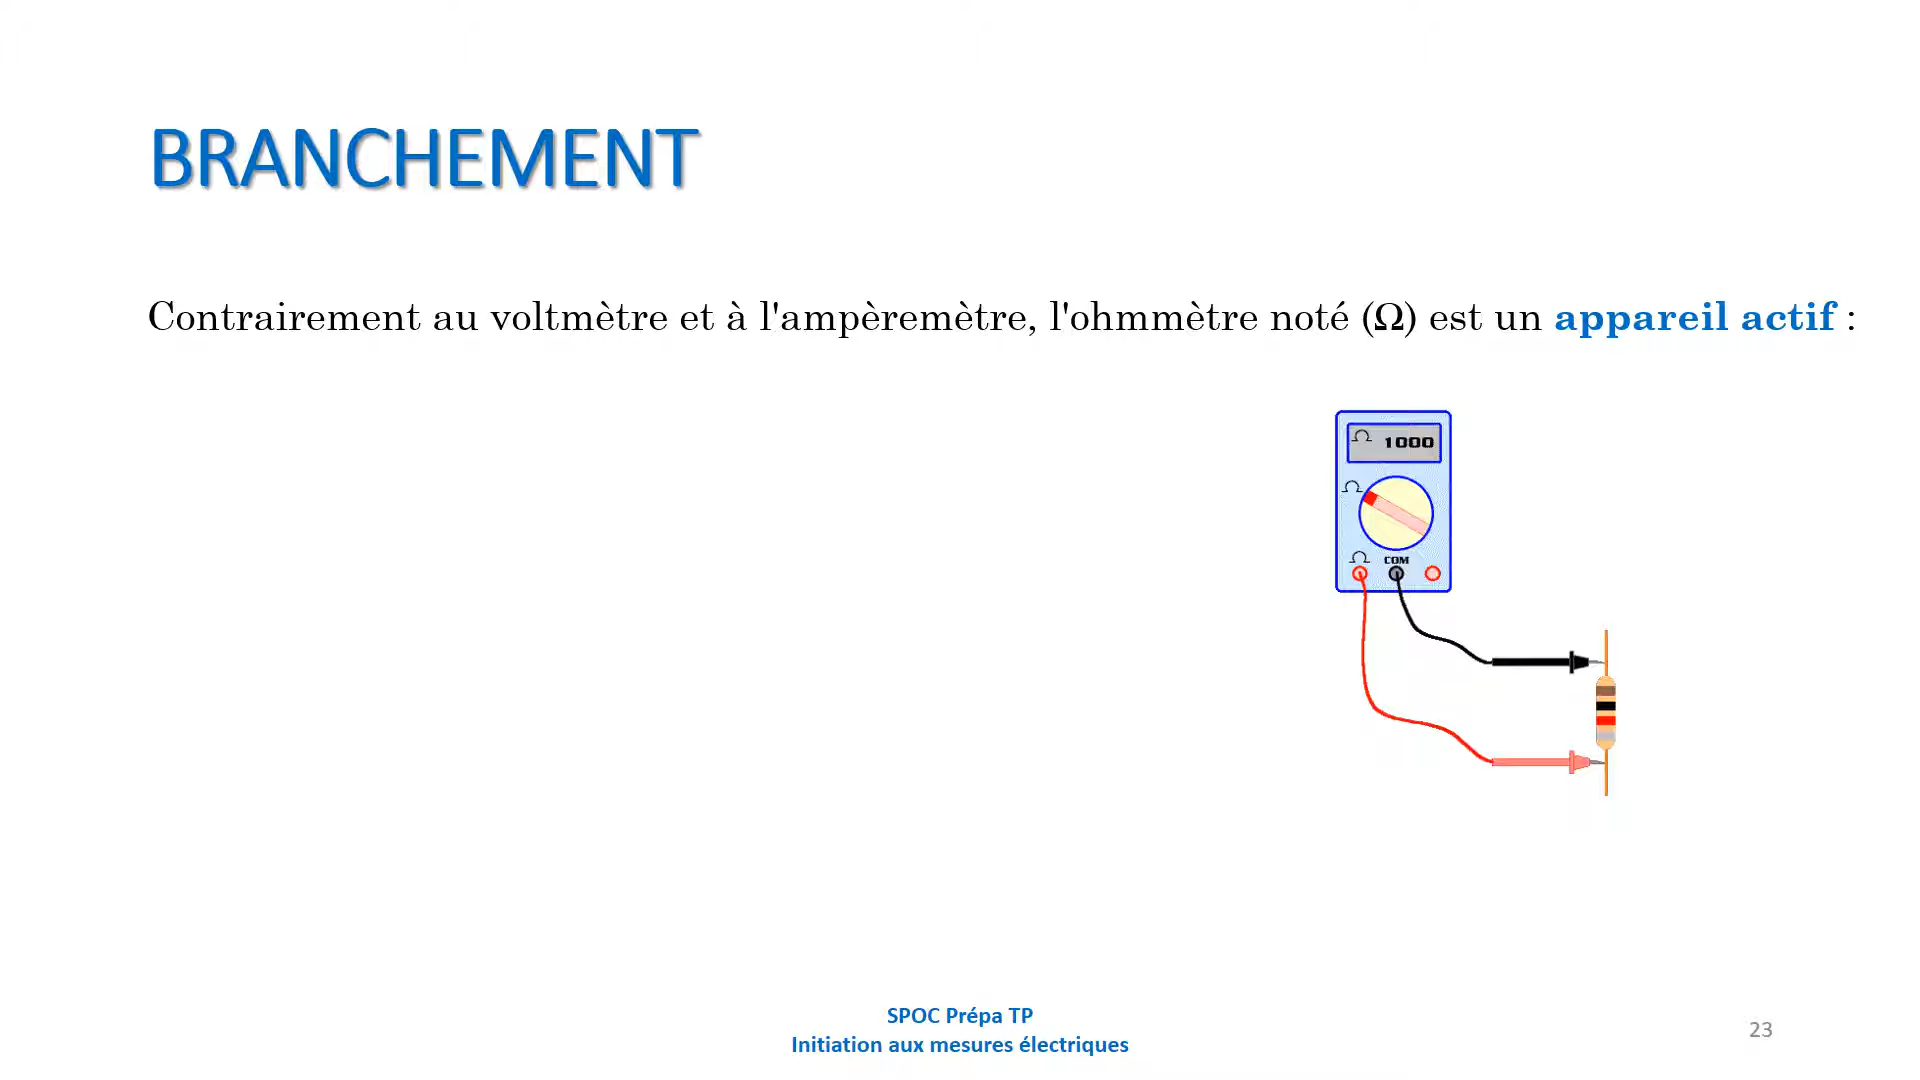 BRANCHEMENT
Contrairement au voltmètre et à l'ampèremètre, l'ohmmètre noté (Ω) est un appareil actif :
Ω 1000
Ω
Ω COM
SPOC Prépa TP
Initiation aux mesures électriques
23